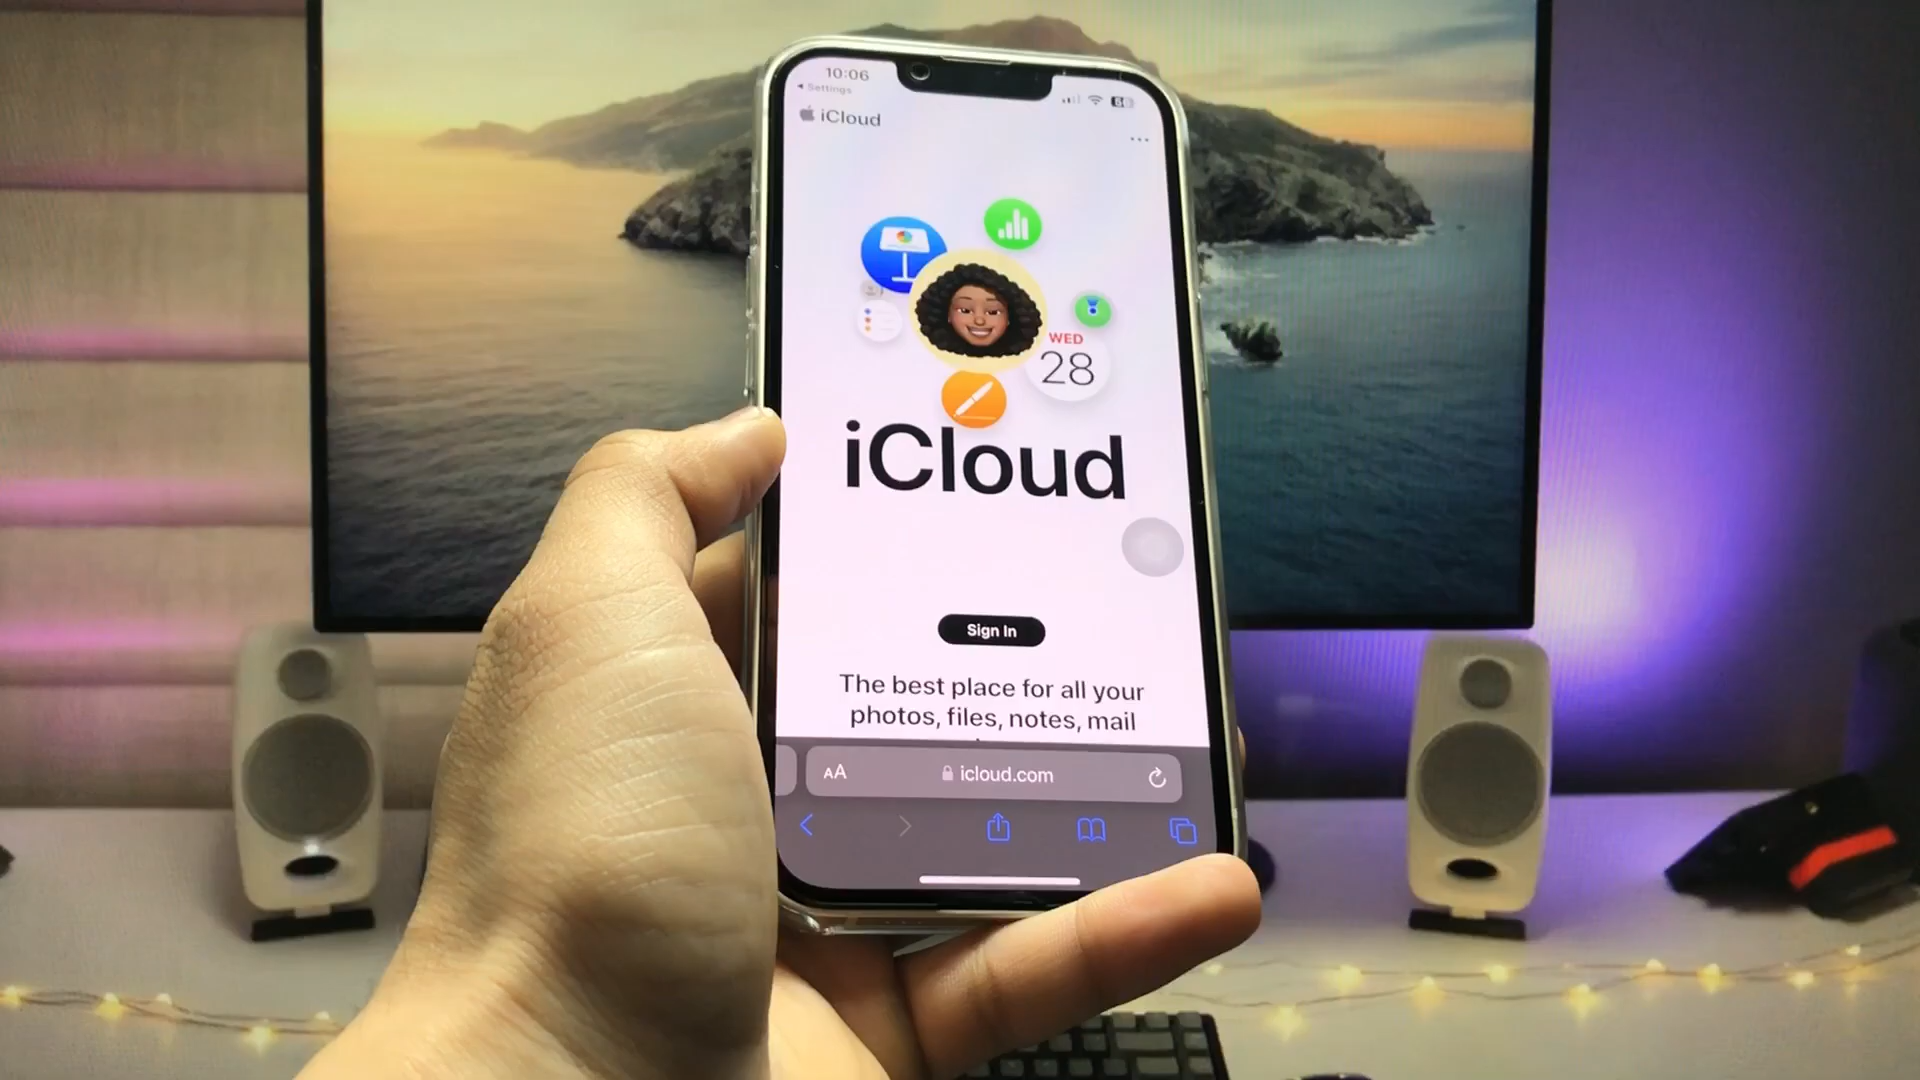 10:06
Settings
iCloud
WED
28
iCloud
Sign In
The best place for all your
photos, files, notes, mail
AA
icloud.com